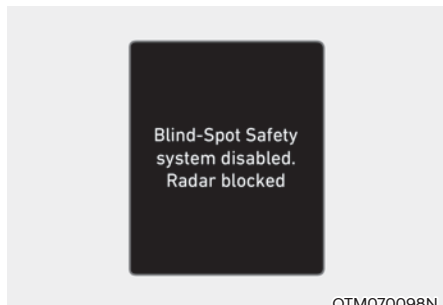 Blind-Spot Safety
system disabled.
Radar blocked
OTM070098N